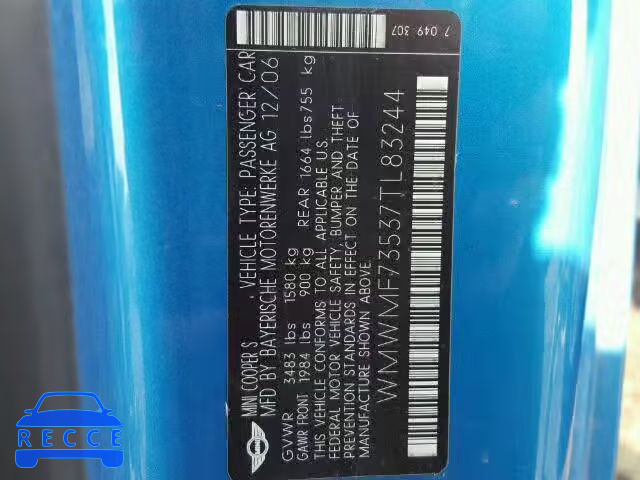 MINI COOPER S , VEHICLE TYPE: PASSENGER CAR
MFD BY: BAYERISCHE MOTORENWERKE AG 12/06
GVWR 3483 lbs 1580 kg
GAWR FRONT 1984 lbs 900 kg REAR 1664 lbs 755 kg
THIS VEHICLE CONFORMS TO ALL APPLICABLE U.S.
FEDERAL MOTOR VEHICLE SAFETY, BUMPER AND THEFT
PREVENTION STANDARDS IN EFFECT ON THE DATE OF
MANUFACTURE SHOWN ABOVE.
WMWMF73537TL83244
7 049 307
RECCE